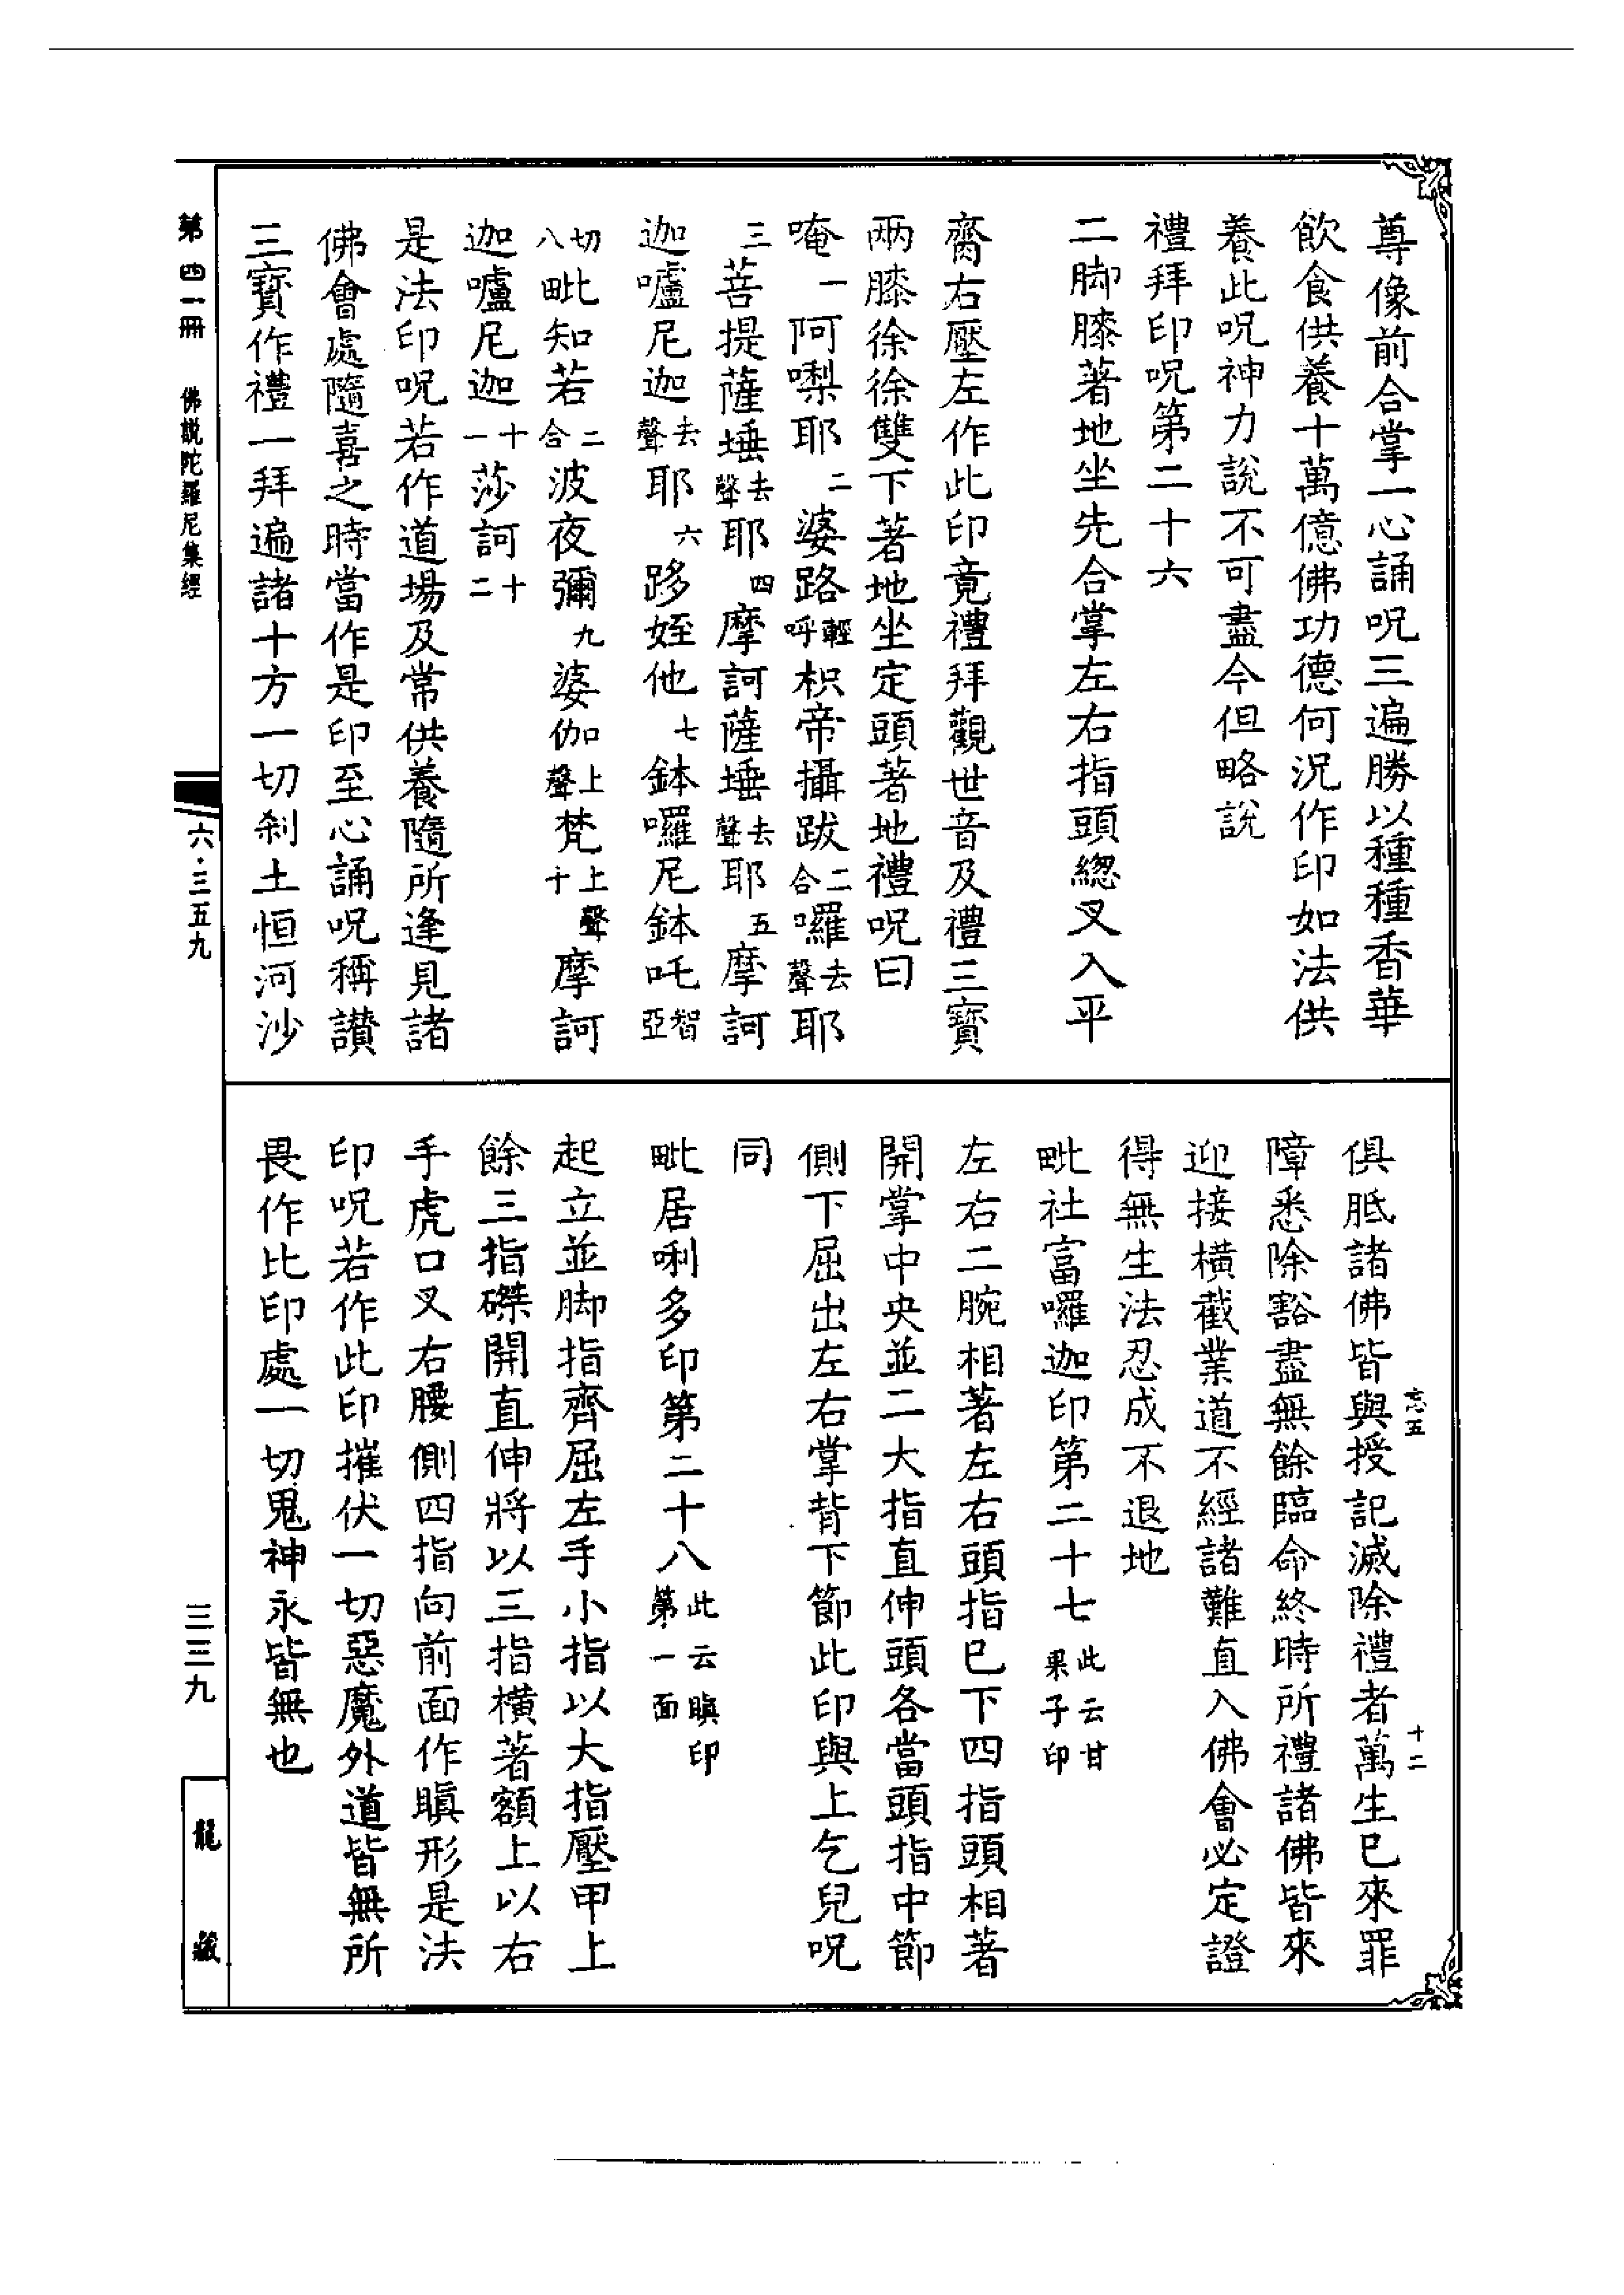 尊像前合掌一心誦呪三遍勝以種種香華
飲食供養十萬億佛功德何況作印如法供
養此呪神力說不可盡今但略說
禮拜印呪第二十六
二脚膝著地坐先合掌左右指頭緫叉入平
齊右壓左作此印竟禮拜觀世音及禮三寶
兩膝徐徐雙下著地坐定頭著地禮呪曰
唵一阿㗚耶二婆路輕呼枳帝攝跋二合囉去聲耶
三菩提薩埵去聲耶四摩訶薩埵去聲耶五摩訶
迦嚧尼迦去聲耶六跢姪他七鉢囉尼鉢吒智亞
切八毗知若二合波夜彌九婆伽上聲梵上聲十摩訶
迦嚧尼迦十一莎訶十二
是法印呪若作道場及常供養隨所逢見諸
佛會處隨喜之時當作是印至心誦呪稱讃
三寶作禮一拜遍諸十方一切刹土恒河沙
俱胝諸佛皆與授記滅除禮者萬生巳來罪
障悉除豁盡無餘臨命終時所禮諸佛皆來
迎接橫截業道不經諸難直入佛會必定證
得無生法忍成不退地
毗社富囉迦印第二十七此云甘果子印
左右二腕相著左右頭指巳下四指頭相著
開掌中央並二大指直伸頭各當頭指中節
側下屈出左右掌背下節此印與上乞兒呪
同
毗居唎多印第二十八此云瞋印第一面
起立並脚指齊屈左手小指以大指壓甲上
餘三指磔開直伸將以三指橫著額上以右
手虎口叉右腰側四指向前面作瞋形是法
印呪若作此印摧伏一切惡魔外道皆無所
畏作比印處一切鬼神永皆無也
忘五
十二
第四一冊 佛説陀羅尼集經
六·三五九
三三九
龍藏